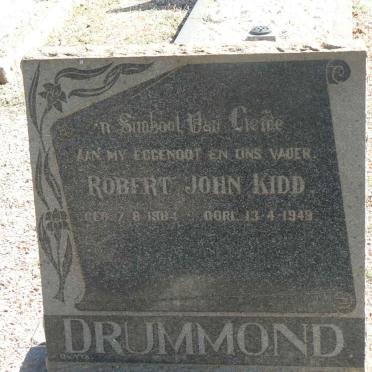 'n Simbool Van Liefde
AAN MY EGGENOOT EN ONS VADER.
ROBERT JOHN KIDD.
GEB. 7-8-1884 - OORL. 13-4-1949
DRUMMOND.